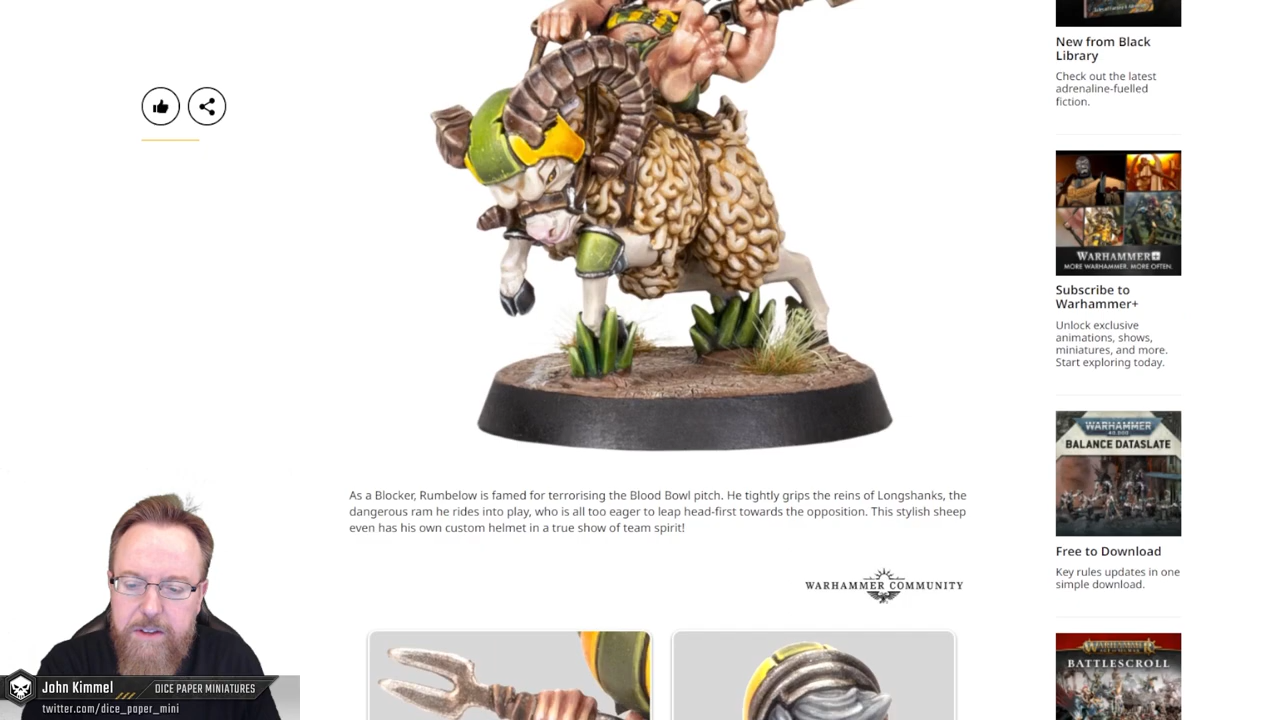 New from Black
Library
Check out the latest
adrenaline-fuelled
fiction.
WARHAMMER+
MORE WARHAMMER. MORE OFTEN.
Subscribe to
Warhammer+
Unlock exclusive
animations, shows,
miniatures, and more.
Start exploring today.
WARHAMMER
40,000
BALANCE DATASLATE
Free to Download
Key rules updates in one
simple download.
WARHAMMER
BATTLESCROLL
As a Blocker, Rumbelow is famed for terrorising the Blood Bowl pitch. He tightly grips the reins of Longshanks, the
dangerous ram he rides into play, who is all too eager to leap head-first towards the opposition. This stylish sheep
even has his own custom helmet in a true show of team spirit!
WARHAMMER COMMUNITY
John Kimmel
DICE PAPER MINIATURES
twitter.com/dice_paper_mini